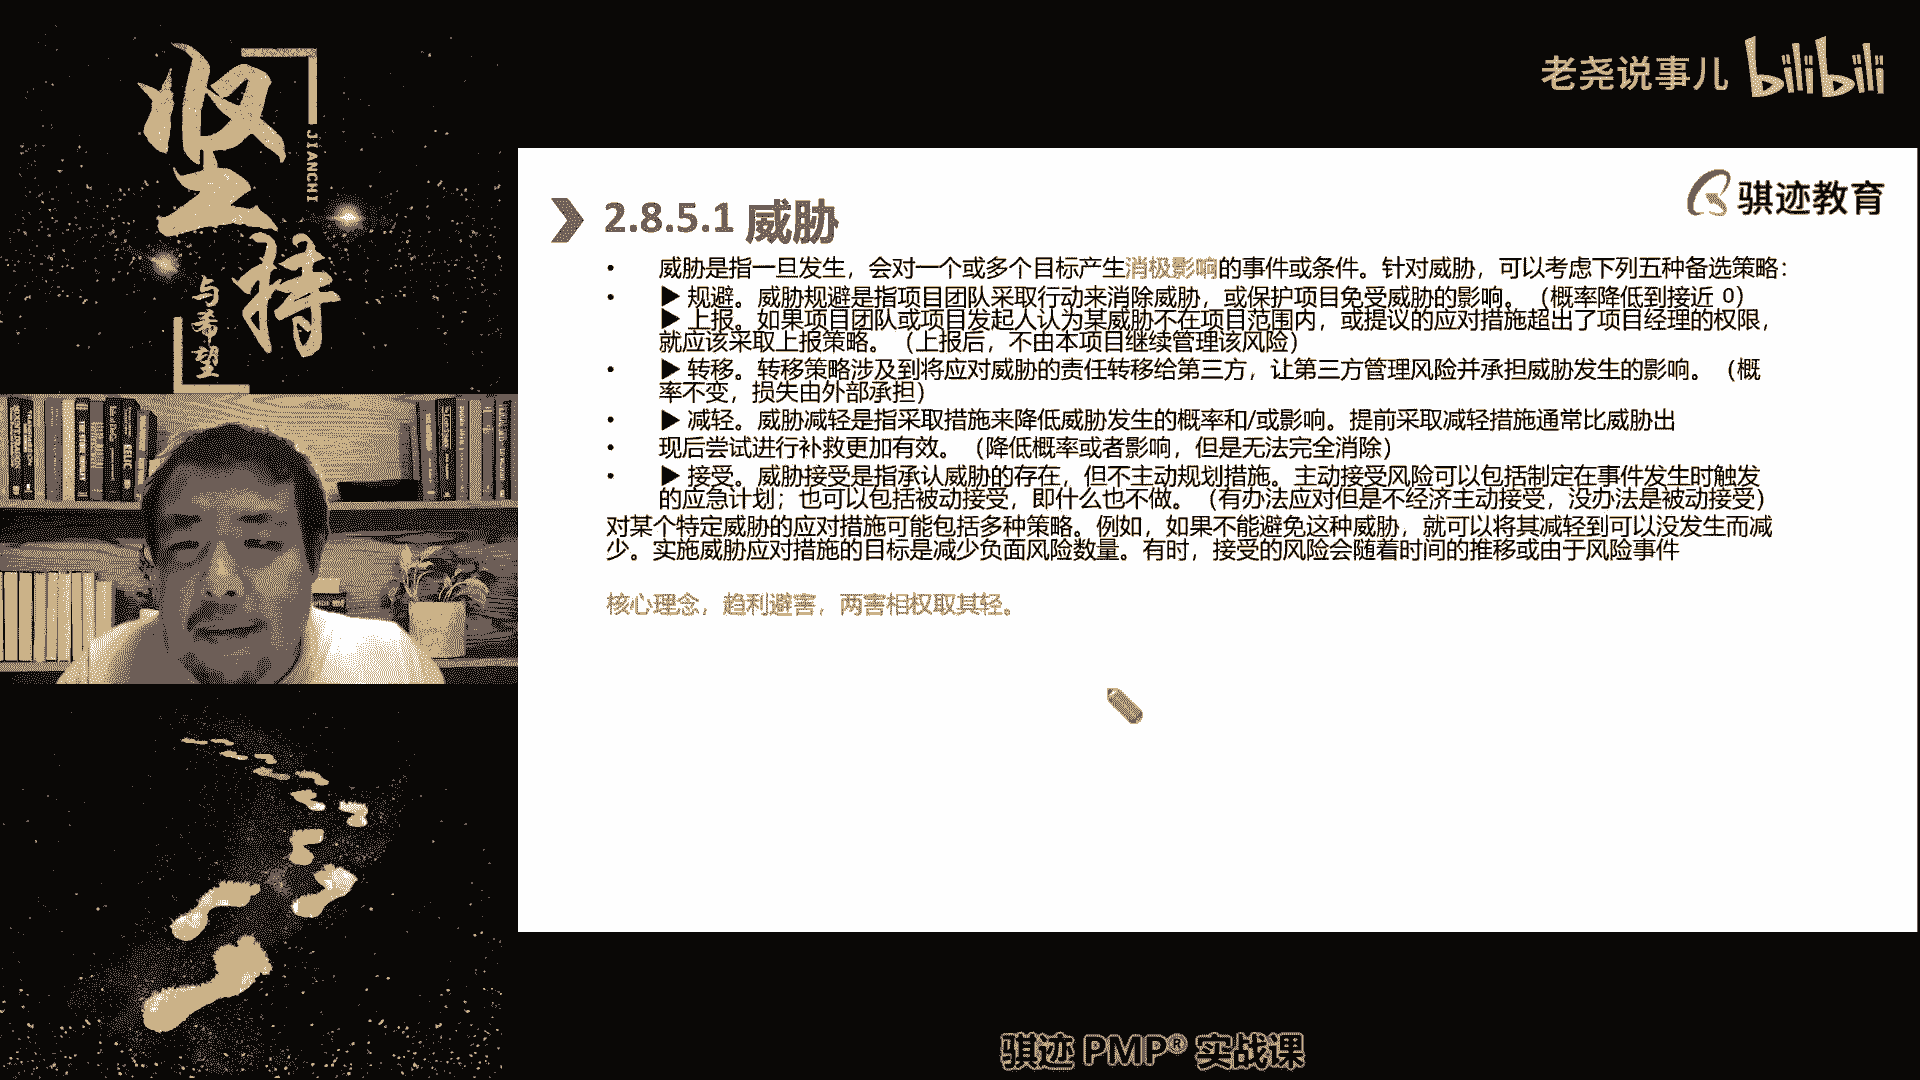 坚持
JIANCHI
与希望
老尧说事儿 bilibili
骐迹教育
2.8.5.1 威胁
• 威胁是指一旦发生，会对一个或多个目标产生消极影响的事件或条件。针对威胁，可以考虑下列五种备选策略：
• ▶ 规避。威胁规避是指项目团队采取行动来消除威胁，或保护项目免受威胁的影响。（概率降低到接近 0）
▶ 上报。如果项目团队或项目发起人认为某威胁不在项目范围内，或提议的应对措施超出了项目经理的权限，
就应该采取上报策略。（上报后，不由本项目继续管理该风险）
• ▶ 转移。转移策略涉及到将应对威胁的责任转移给第三方，让第三方管理风险并承担威胁发生的影响。（概
率不变，损失由外部承担）
• ▶ 减轻。威胁减轻是指采取措施来降低威胁发生的概率和/或影响。提前采取减轻措施通常比威胁出
• 现后尝试进行补救更加有效。（降低概率或者影响，但是无法完全消除）
• ▶ 接受。威胁接受是指承认威胁的存在，但不主动规划措施。主动接受风险可以包括制定在事件发生时触发
的应急计划；也可以包括被动接受，即什么也不做。（有办法应对但是不经济主动接受，没办法是被动接受）
对某个特定威胁的应对措施可能包括多种策略。例如，如果不能避免这种威胁，就可以将其减轻到可以没发生而减
少。实施威胁应对措施的目标是减少负面风险数量。有时，接受的风险会随着时间的推移或由于风险事件
核心理念，趋利避害，两害相权取其轻。
骐迹 PMP® 实战课